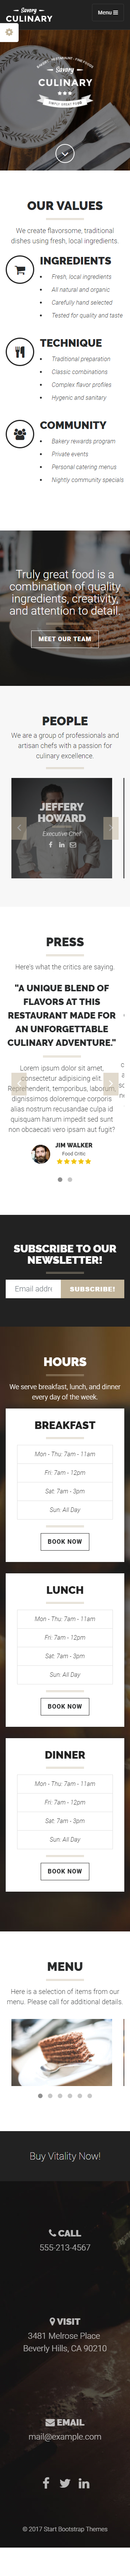 Savory
CULINARY
Menu
RESTAURANT · FINE FOODS
Savory
CULINARY
SIMPLY GREAT FOOD
OUR VALUES
We create flavorsome, traditional
dishes using fresh, local ingredients.
INGREDIENTS
Fresh, local ingredients
All natural and organic
Carefully hand selected
Tested for quality and taste
TECHNIQUE
Traditional preparation
Classic combinations
Complex flavor profiles
Hygenic and sanitary
COMMUNITY
Bakery rewards program
Private events
Personal catering menus
Nightly community specials
Truly great food is a
combination of quality
ingredients, creativity,
and attention to detail.
MEET OUR TEAM
PEOPLE
We are a group of professionals and
artisan chefs with a passion for
culinary excellence.
JEFFERY
HOWARD
Executive Chef
PRESS
Here's what the critics are saying.
"A UNIQUE BLEND OF
FLAVORS AT THIS
RESTAURANT MADE FOR
AN UNFORGETTABLE
CULINARY ADVENTURE."
Lorem ipsum dolor sit amet,
consectetur adipisicing elit.
Reprehenderit, temporibus, laborum,
dignissimos doloremque corporis
alias nostrum recusandae culpa id
quisquam harum impedit sed sunt
non occaecati vero ipsam aut fugit?
JIM WALKER
Food Critic
SUBSCRIBE TO OUR
NEWSLETTER!
Email addre
SUBSCRIBE!
HOURS
We serve breakfast, lunch, and dinner
every day of the week.
BREAKFAST
Mon - Thu: 7am - 11am
Fri: 7am - 12pm
Sat: 7am - 3pm
Sun: All Day
BOOK NOW
LUNCH
Mon - Thu: 7am - 11am
Fri: 7am - 12pm
Sat: 7am - 3pm
Sun: All Day
BOOK NOW
DINNER
Mon - Thu: 7am - 11am
Fri: 7am - 12pm
Sat: 7am - 3pm
Sun: All Day
BOOK NOW
MENU
Here is a selection of items from our
menu. Please call for additional details.
Buy Vitality Now!
CALL
555-213-4567
VISIT
3481 Melrose Place
Beverly Hills, CA 90210
EMAIL
mail@example.com
© 2017 Start Bootstrap Themes